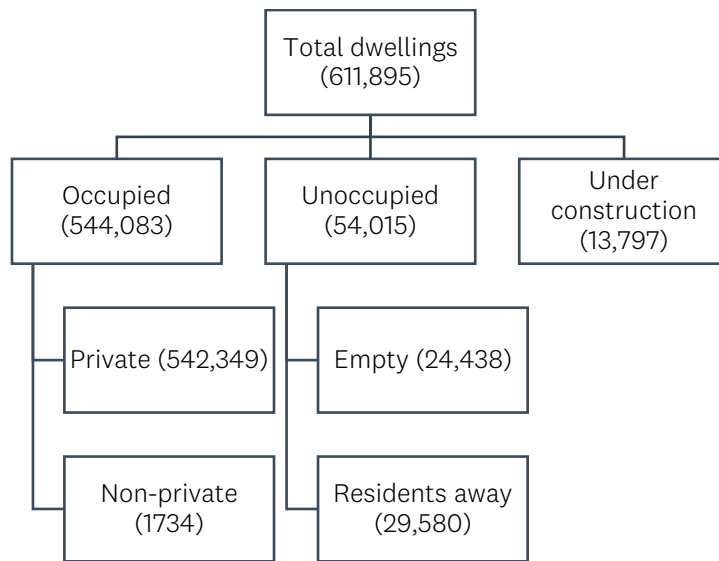 Total dwellings
(611,895)
Occupied
(544,083)
Unoccupied
(54,015)
Under
construction
(13,797)
Private (542,349)
Empty (24,438)
Non-private
(1734)
Residents away
(29,580)